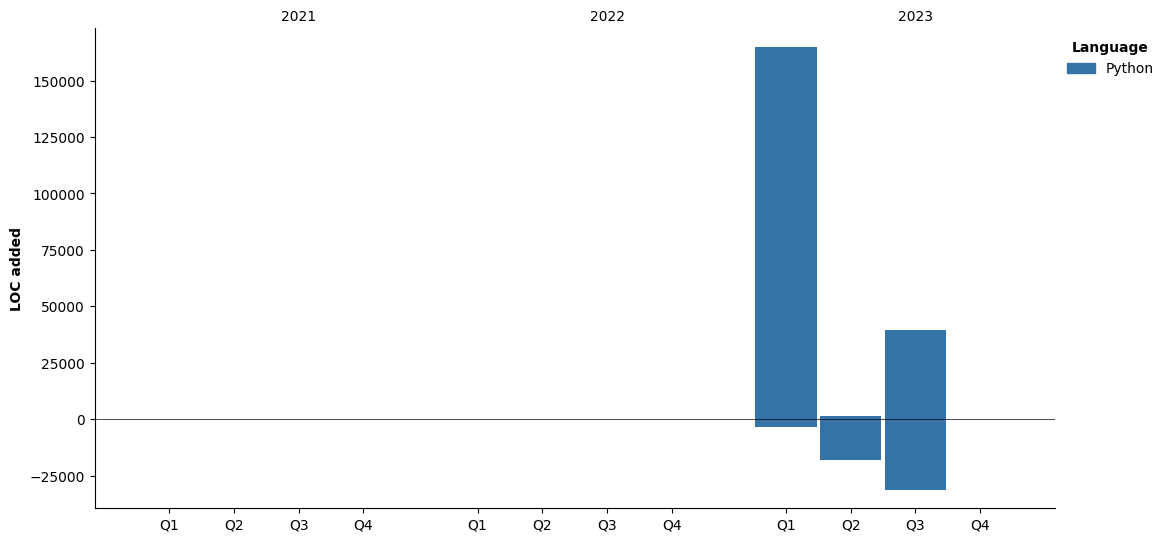 2021 2022 2023
Language
Python
LOC added
150000
125000
100000
75000
50000
25000
0
−25000
Q1 Q2 Q3 Q4 Q1 Q2 Q3 Q4 Q1 Q2 Q3 Q4